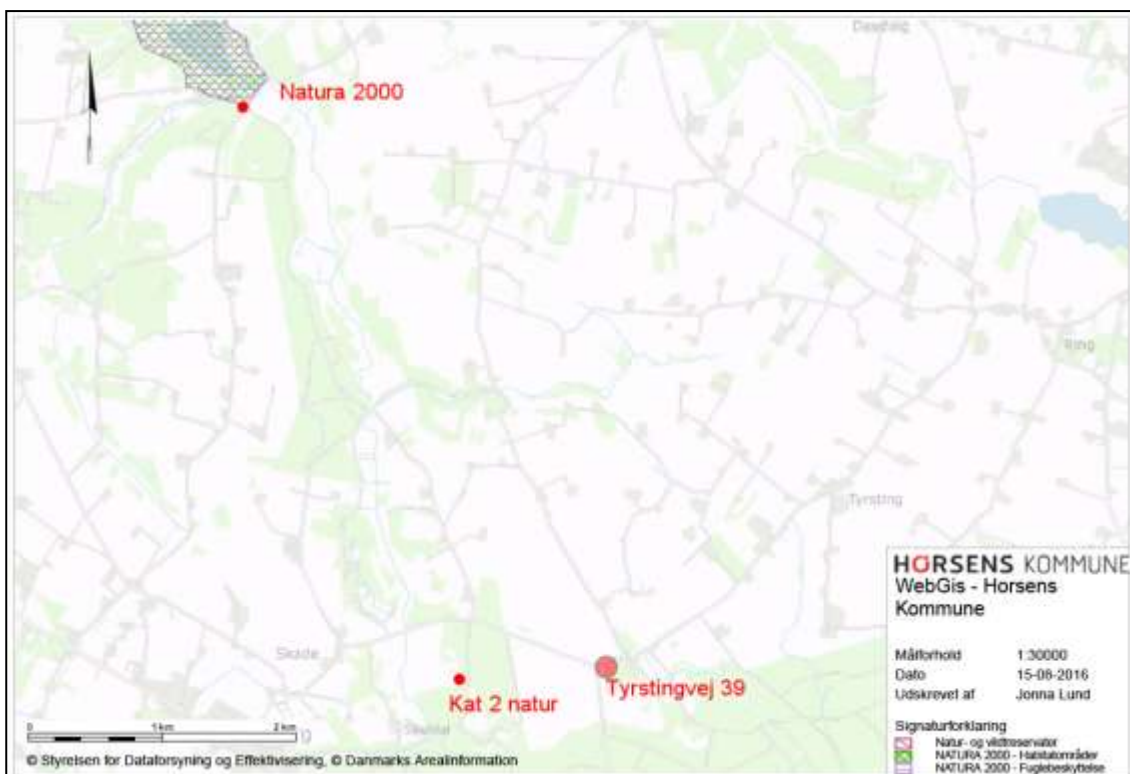 Davding
Natura 2000
Ring
Tyrsting
HORSENS KOMMUNE
WebGis - Horsens
Kommune
Målforhold 1:30000
Dato 15-08-2016
Udskrevet af Jonna Lund
Skade
Kat 2 natur
Tyrstingvej 39
0 1 km 2 km
© Styrelsen for Dataforsyning og Effektivisering, © Danmarks Arealinformation
Signaturforklaring
Natur- og vildtreservater
NATURA 2000 - Habitatområder
NATURA 2000 - Fuglebeskyttelse